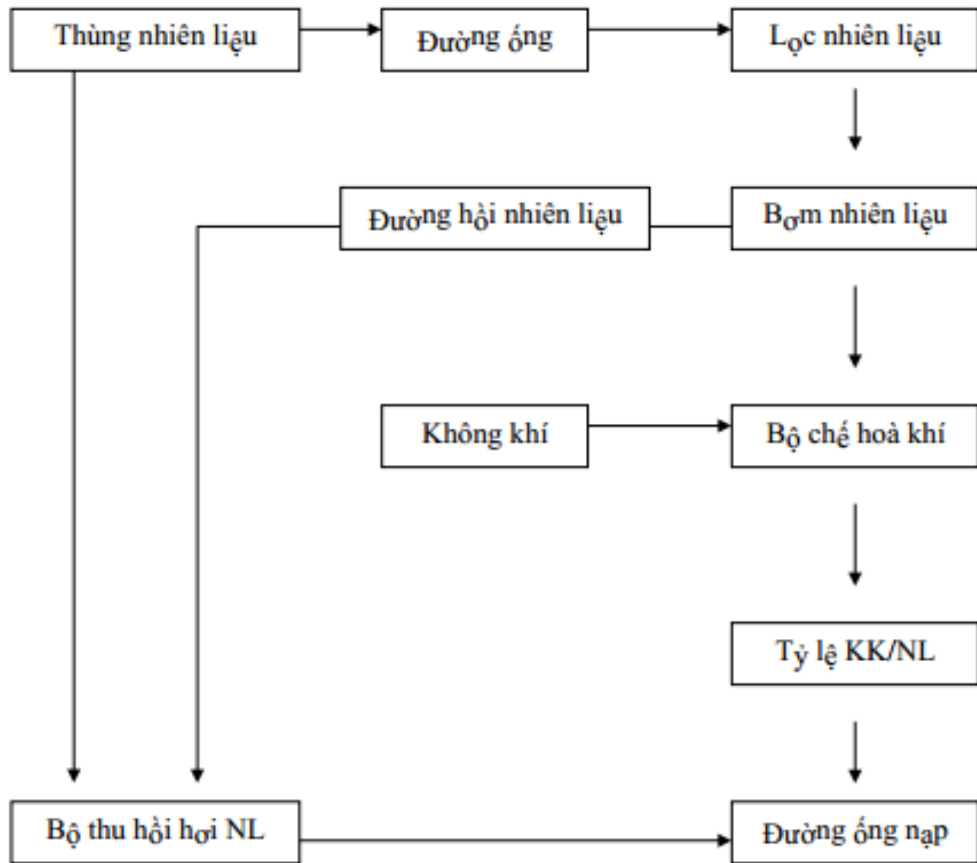 Thùng nhiên liệu
Đường ống
Lọc nhiên liệu
Đường hồi nhiên liệu
Bơm nhiên liệu
Không khí
Bộ chế hoà khí
Tỷ lệ KK/NL
Bộ thu hồi hơi NL
Đường ống nạp